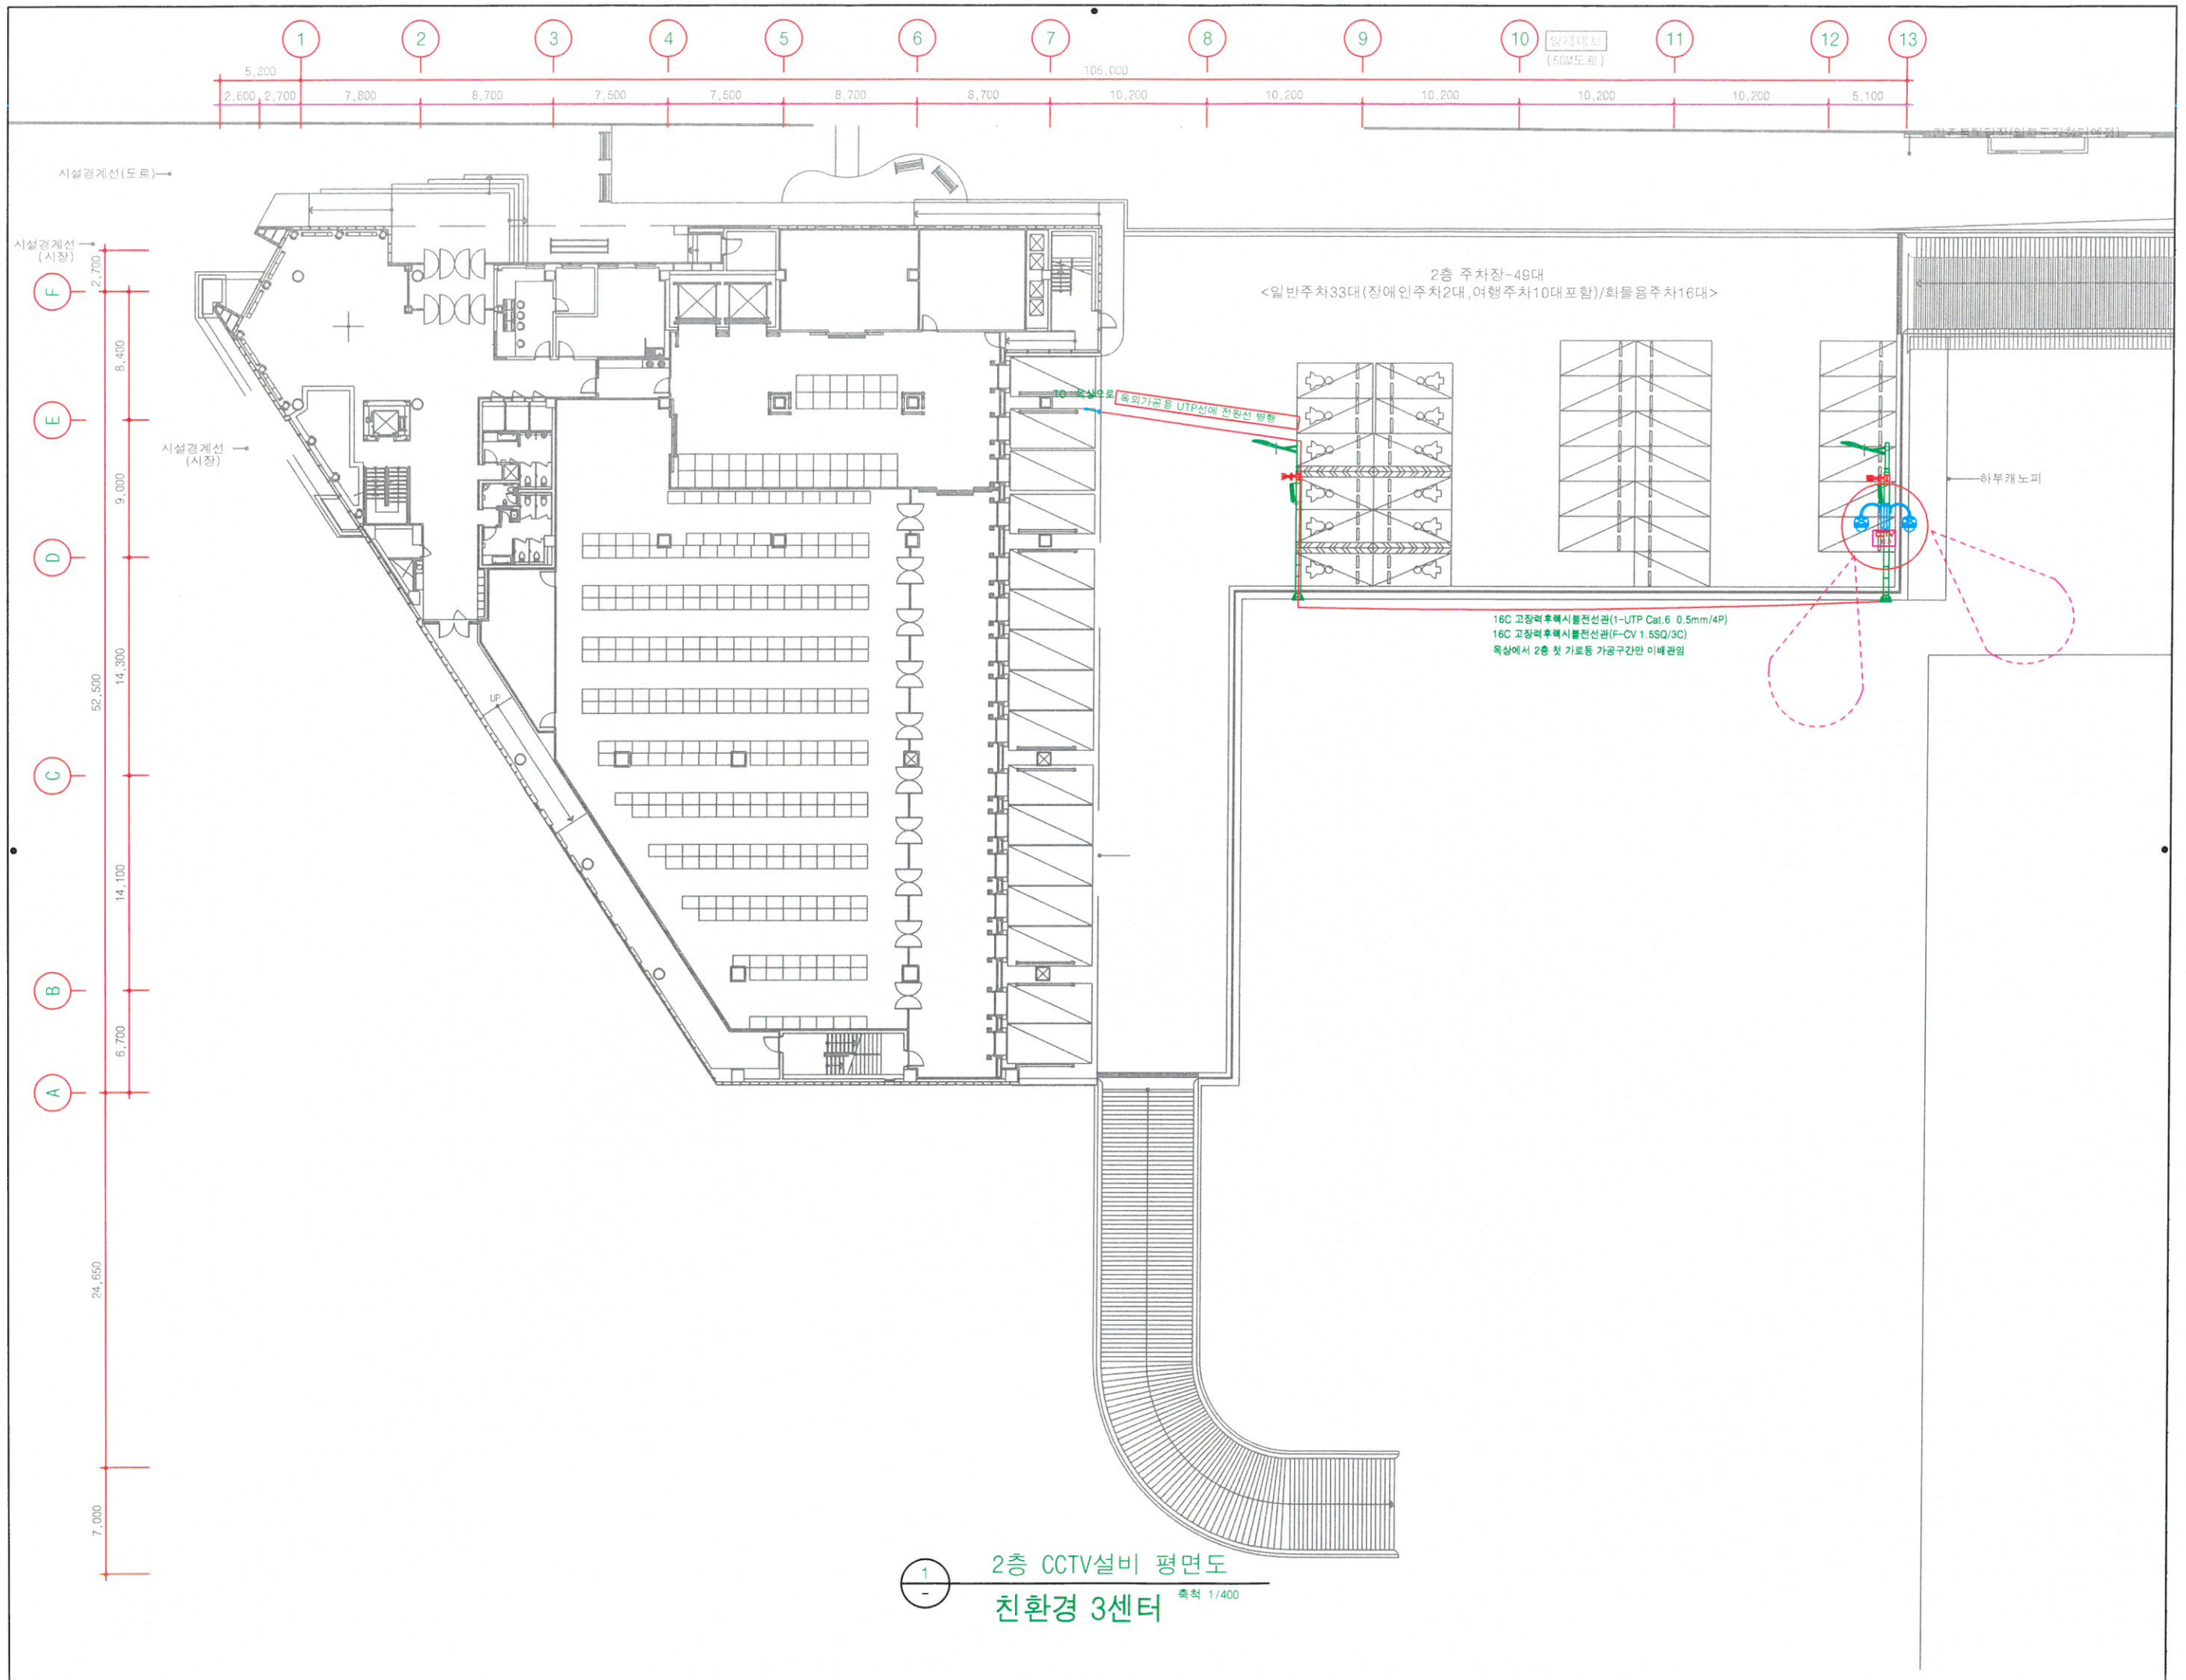 1 2 3 4 5 6 7 8 9 10 11 12 13
(50M도로)
5,300 105,000
2,600 2,700 7,800 8,700 7,500 7,500 8,700 8,700 10,200 10,200 10,200 10,200 10,200 5,100
시설경계선(도로)
시설경계선
(시장)
2,700
F
2층 주차장-49대
<일반주차33대(장애인주차2대,여행주차10대포함)/화물용주차16대>
8,400
TO 옥상으로
옥외가공용 UTP선에 전원선 병행
E
시설경계선
(시장)
9,000
하부캐노피
D
16C 고장력후렉시블전선관(1-UTP Cat.6 0.5mm/4P)
16C 고장력후렉시블전선관(F-CV 1.5SQ/3C)
옥상에서 2층 첫 가로등 가공구간만 미배관임
14,300
52,500
UP
C
14,100
B
6,700
A
24,650
7,000
1
-
2층 CCTV설비 평면도
축척 1/400
친환경 3센터